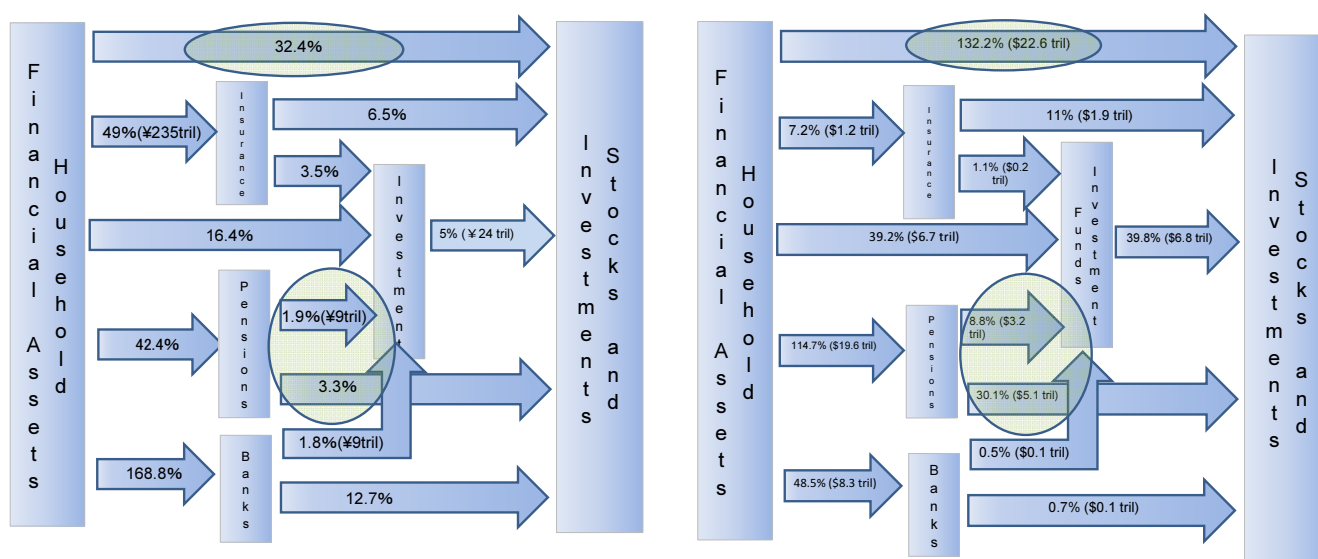 Household
Financial Assets
32.4%
49%(¥235tril)
Insurance
6.5%
3.5%
16.4%
Investment
5% (¥24 tril)
42.4%
Pensions
1.9%(¥9tril)
3.3%
1.8%(¥9tril)
168.8%
Banks
12.7%
Stocks and
Investments
Household
Financial Assets
132.2% ($22.6 tril)
7.2% ($1.2 tril)
Insurance
11% ($1.9 tril)
1.1% ($0.2
tril)
39.2% ($6.7 tril)
Investment
Funds
39.8% ($6.8 tril)
114.7% ($19.6 tril)
Pensions
8.8% ($3.2
tril)
30.1% ($5.1 tril)
0.5% ($0.1 tril)
48.5% ($8.3 tril)
Banks
0.7% ($0.1 tril)
Stocks and
Investments